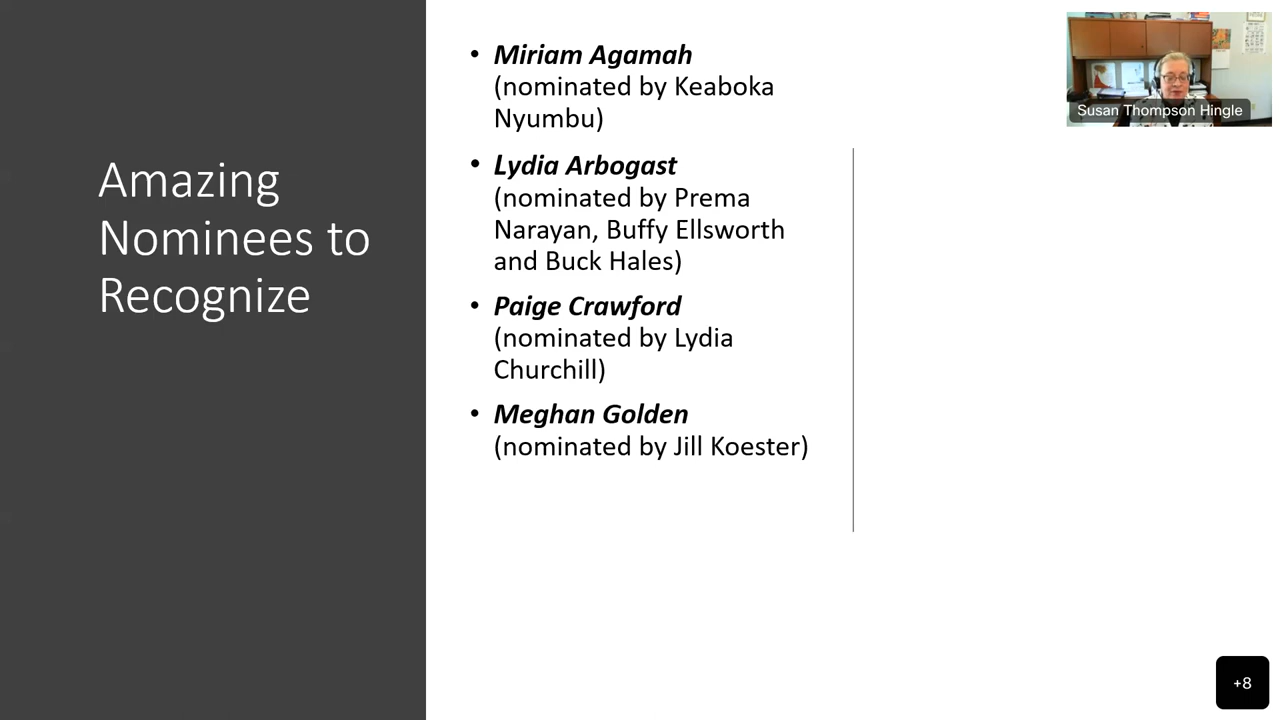 Amazing
Nominees to
Recognize
• Miriam Agamah
(nominated by Keaboka
Nyumbu)
• Lydia Arbogast
(nominated by Prema
Narayan, Buffy Ellsworth
and Buck Hales)
• Paige Crawford
(nominated by Lydia
Churchill)
• Meghan Golden
(nominated by Jill Koester)
Susan Thompson Hingle
+8